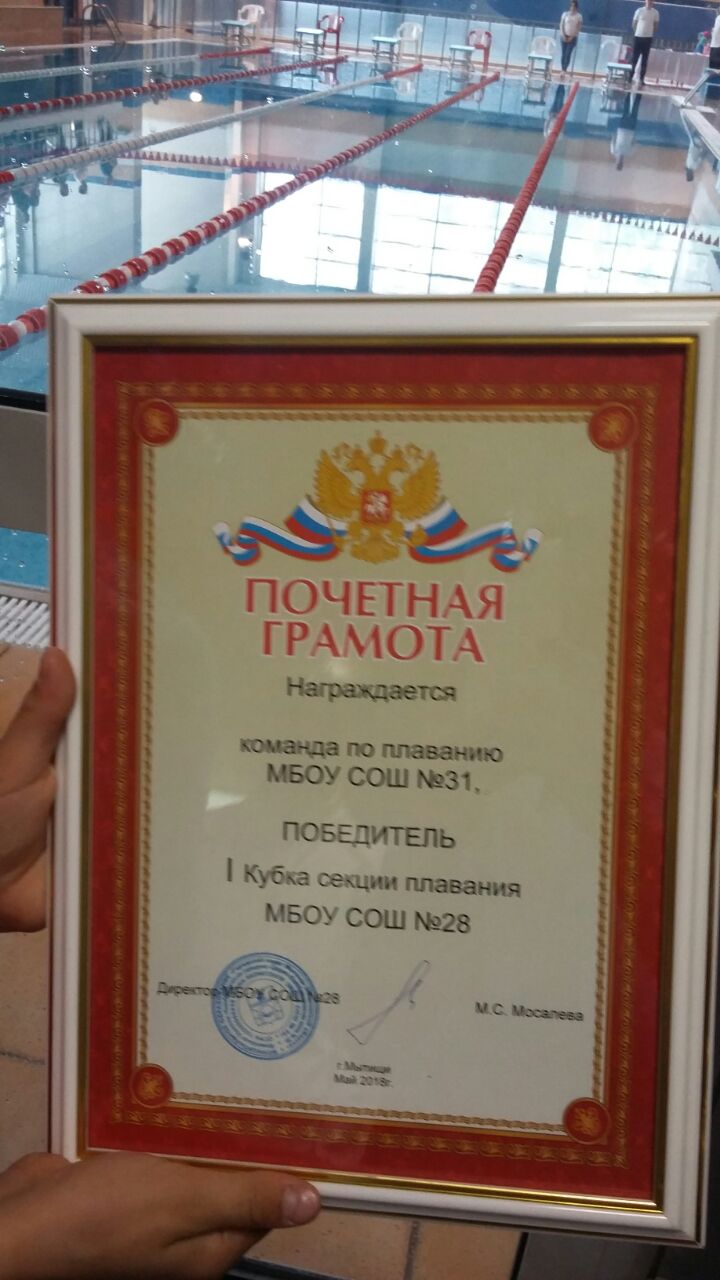 ПОЧЕТНАЯ
ГРАМОТА
Награждается
команда по плаванию
МБОУ СОШ №31,
ПОБЕДИТЕЛЬ
I Кубка секции плавания
МБОУ СОШ №28
Директор МБОУ СОШ №28
М.С. Мосалева
г.Мытищи
Май 2018г.